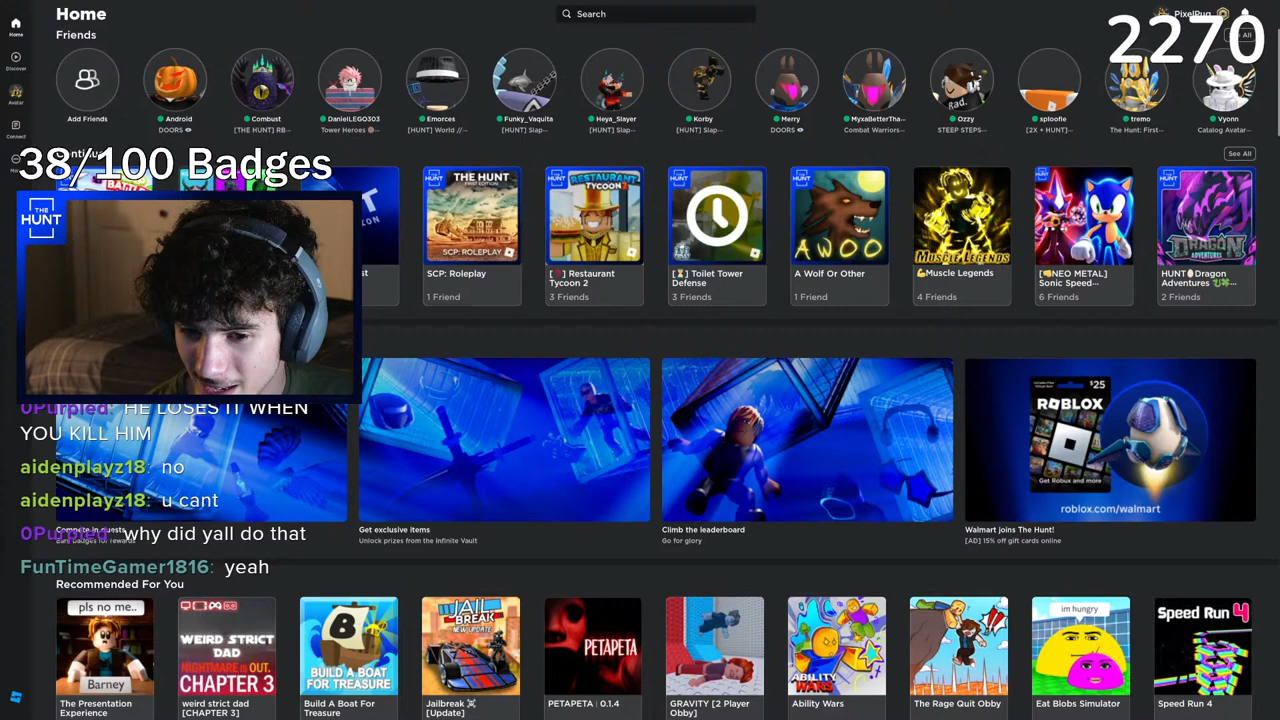 Home
Search
PixelPug
2270
Friends
Add Friends
Android
DOORS
Combust
[THE HUNT] RB-
DanielLEGO303
Tower Heroes
Emorces
[HUNT] World //···
Funky_Vaquita
[HUNT] Slap···
Heya_Slayer
[HUNT] Slap···
Korby
[HUNT] Slap···
Merry
DOORS
MyxaBetterTha···
Combat Warriors···
Ozzy
STEEP STEPS···
sploofie
[2X + HUNT]···
tremo
The Hunt: First···
Vyonn
Catalog Avatar···
38/100 Badges
See All
THE HUNT
SCP: ROLEPLAY
SCP: Roleplay
1 Friend
RESTAURANT TYCOON 2
Restaurant Tycoon 2
3 Friends
Toilet Tower Defense
3 Friends
AWOO
A Wolf Or Other
1 Friend
MUSCLE LEGENDS
Muscle Legends
4 Friends
NEO METAL]
Sonic Speed···
6 Friends
DRAGON ADVENTURES
HUNT Dragon
Adventures
2 Friends
THE HUNT
0Purpled: HE LOSES IT WHEN
YOU KILL HIM
aidenplayz18: no
aidenplayz18: u cant
0Purpled: why did yall do that
FunTimeGamer1816: yeah
Get exclusive items
Unlock prizes from the Infinite Vault
Climb the leaderboard
Go for glory
$25
ROBLOX
Get Robux and more
roblox.com/walmart
Walmart joins The Hunt!
[AD] 15% off gift cards online
Recommended For You
pls no me..
Barney
The Presentation
Experience
WEIRD STRICT
DAD
NIGHTMARE is OUT.
CHAPTER 3
weird strict dad
[CHAPTER 3]
B
BUILD A BOAT
FOR TREASURE
Build A Boat For
Treasure
JAILBREAK
NEW UPDATE
Jailbreak
[Update]
PETAPETA
PETAPETA | 0.1.4
GRAVITY [2 Player
Obby]
ABILITY WARS
Ability Wars
The Rage Quit Obby
im hungry
Eat Blobs Simulator
Speed Run 4
Speed Run 4